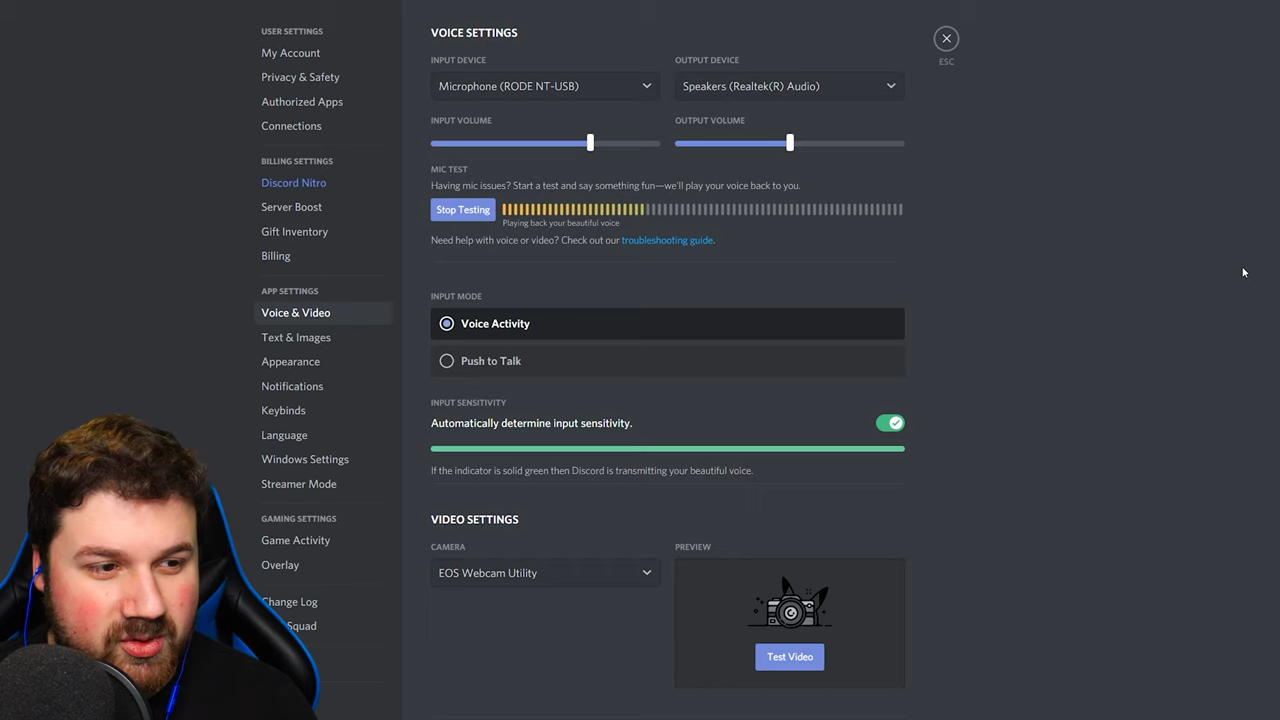 USER SETTINGS
My Account
Privacy & Safety
Authorized Apps
Connections
BILLING SETTINGS
Discord Nitro
Server Boost
Gift Inventory
Billing
APP SETTINGS
Voice & Video
Text & Images
Appearance
Notifications
Keybinds
Language
Windows Settings
Streamer Mode
GAMING SETTINGS
Game Activity
Overlay
Change Log
Squad
VOICE SETTINGS
INPUT DEVICE
Microphone (RODE NT-USB)
OUTPUT DEVICE
Speakers (Realtek(R) Audio)
INPUT VOLUME
OUTPUT VOLUME
MIC TEST
Having mic issues? Start a test and say something fun—we'll play your voice back to you.
Stop Testing
Playing back your beautiful voice
Need help with voice or video? Check out our troubleshooting guide.
INPUT MODE
Voice Activity
Push to Talk
INPUT SENSITIVITY
Automatically determine input sensitivity.
If the indicator is solid green then Discord is transmitting your beautiful voice.
VIDEO SETTINGS
CAMERA
EOS Webcam Utility
PREVIEW
Test Video
ESC